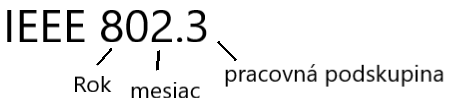 IEEE 802.3
Rok
mesiac
pracovná podskupina